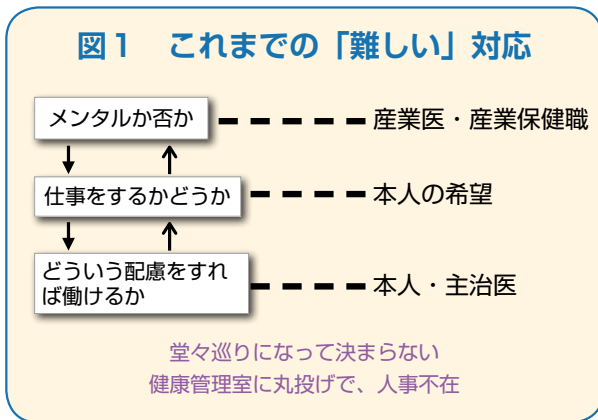 図1 これまでの「難しい」対応
メンタルか否か
産業医・産業保健職
仕事をするかどうか
本人の希望
どういう配慮をすれ
ば働けるか
本人・主治医
堂々巡りになって決まらない
健康管理室に丸投げで、人事不在